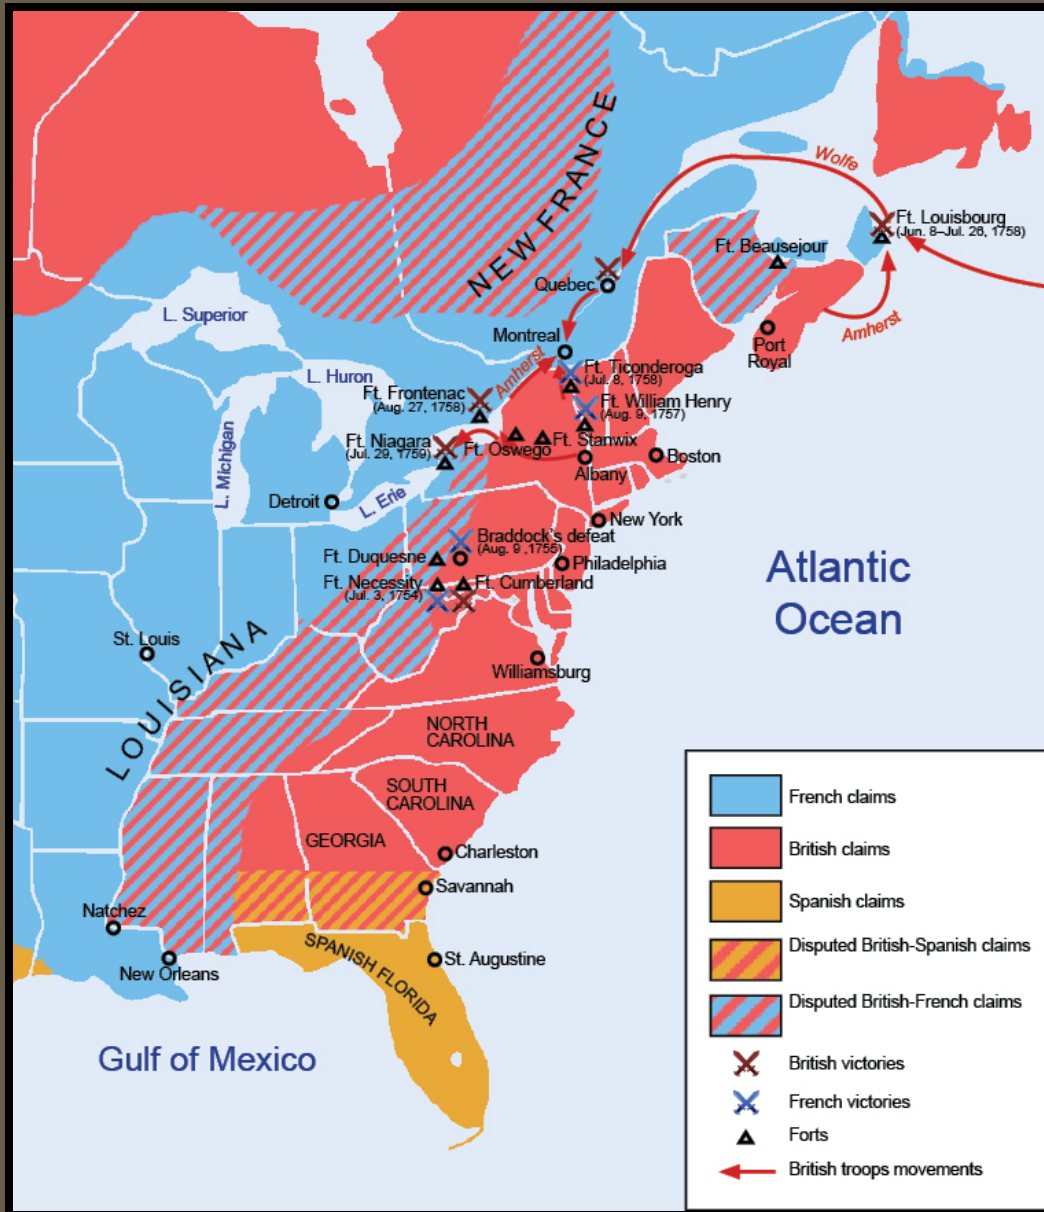 NEW FRANCE
Wolfe
Ft. Louisbourg
(Jun. 8–Jul. 26, 1758)
Ft. Beausejour
Quebec
L. Superior
Amherst
Port
Royal
Montreal
Amherst
Ft. Ticonderoga
(Jul. 8, 1758)
L. Huron
Ft. Frontenac
(Aug. 27, 1758)
Ft. William Henry
(Aug. 9, 1757)
L. Michigan
Ft. Niagara
(Jul. 29, 1759)
Ft. Oswego
Ft. Stanwix
Albany
Boston
Detroit
L. Erie
New York
Braddock's defeat
(Aug. 9 ,1755)
Ft. Duquesne
Philadelphia
Ft. Necessity
(Jul. 3, 1754)
Ft. Cumberland
Atlantic
Ocean
St. Louis
LOUISIANA
Williamsburg
NORTH
CAROLINA
SOUTH
CAROLINA
GEORGIA
Charleston
Savannah
Natchez
New Orleans
SPANISH FLORIDA
St. Augustine
Gulf of Mexico
French claims
British claims
Spanish claims
Disputed British-Spanish claims
Disputed British-French claims
British victories
French victories
Forts
British troops movements